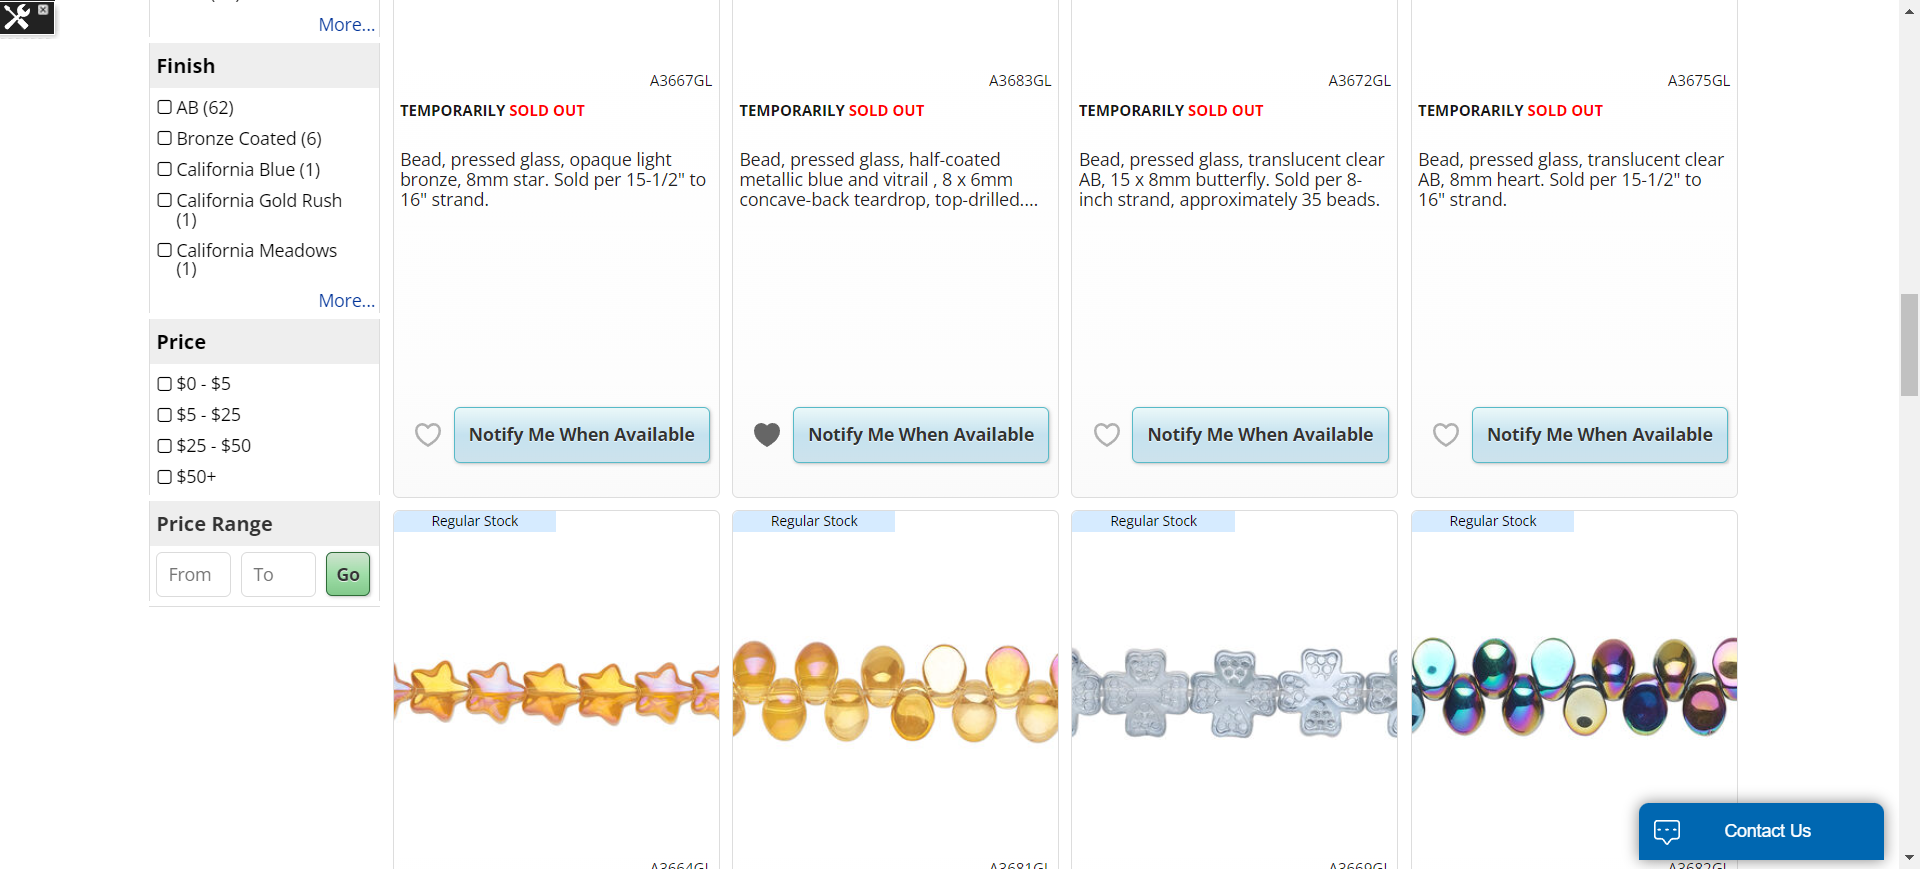 More...
Finish
AB (62)
Bronze Coated (6)
California Blue (1)
California Gold Rush
(1)
California Meadows
(1)
More...
Price
$0 - $5
$5 - $25
$25 - $50
$50+
Price Range
From
To
Go
A3667GL
TEMPORARILY SOLD OUT
Bead, pressed glass, opaque light
bronze, 8mm star. Sold per 15-1/2" to
16" strand.
Notify Me When Available
A3683GL
TEMPORARILY SOLD OUT
Bead, pressed glass, half-coated
metallic blue and vitrail , 8 x 6mm
concave-back teardrop, top-drilled....
Notify Me When Available
A3672GL
TEMPORARILY SOLD OUT
Bead, pressed glass, translucent clear
AB, 15 x 8mm butterfly. Sold per 8-
inch strand, approximately 35 beads.
Notify Me When Available
A3675GL
TEMPORARILY SOLD OUT
Bead, pressed glass, translucent clear
AB, 8mm heart. Sold per 15-1/2" to
16" strand.
Notify Me When Available
Regular Stock
A3664GL
Regular Stock
A3681GL
Regular Stock
A3669GL
Regular Stock
A3682GL
Contact Us